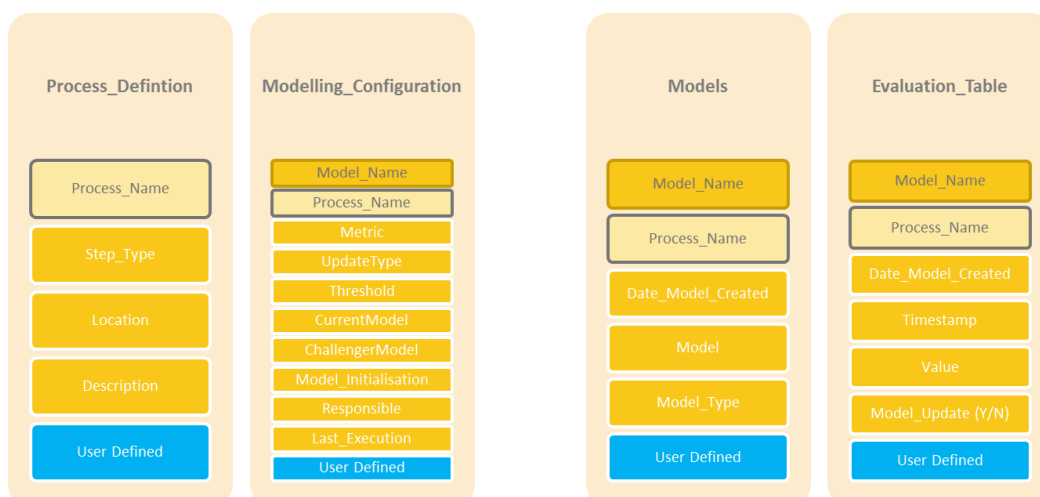 Process_Defintion
Process_Name
Step_Type
Location
Description
User Defined
Modelling_Configuration
Model_Name
Process_Name
Metric
UpdateType
Threshold
CurrentModel
ChallengerModel
Model_Initialisation
Responsible
Last_Execution
User Defined
Models
Model_Name
Process_Name
Date_Model_Created
Model
Model_Type
User Defined
Evaluation_Table
Model_Name
Process_Name
Date_Model_Created
Timestamp
Value
Model_Update (Y/N)
User Defined